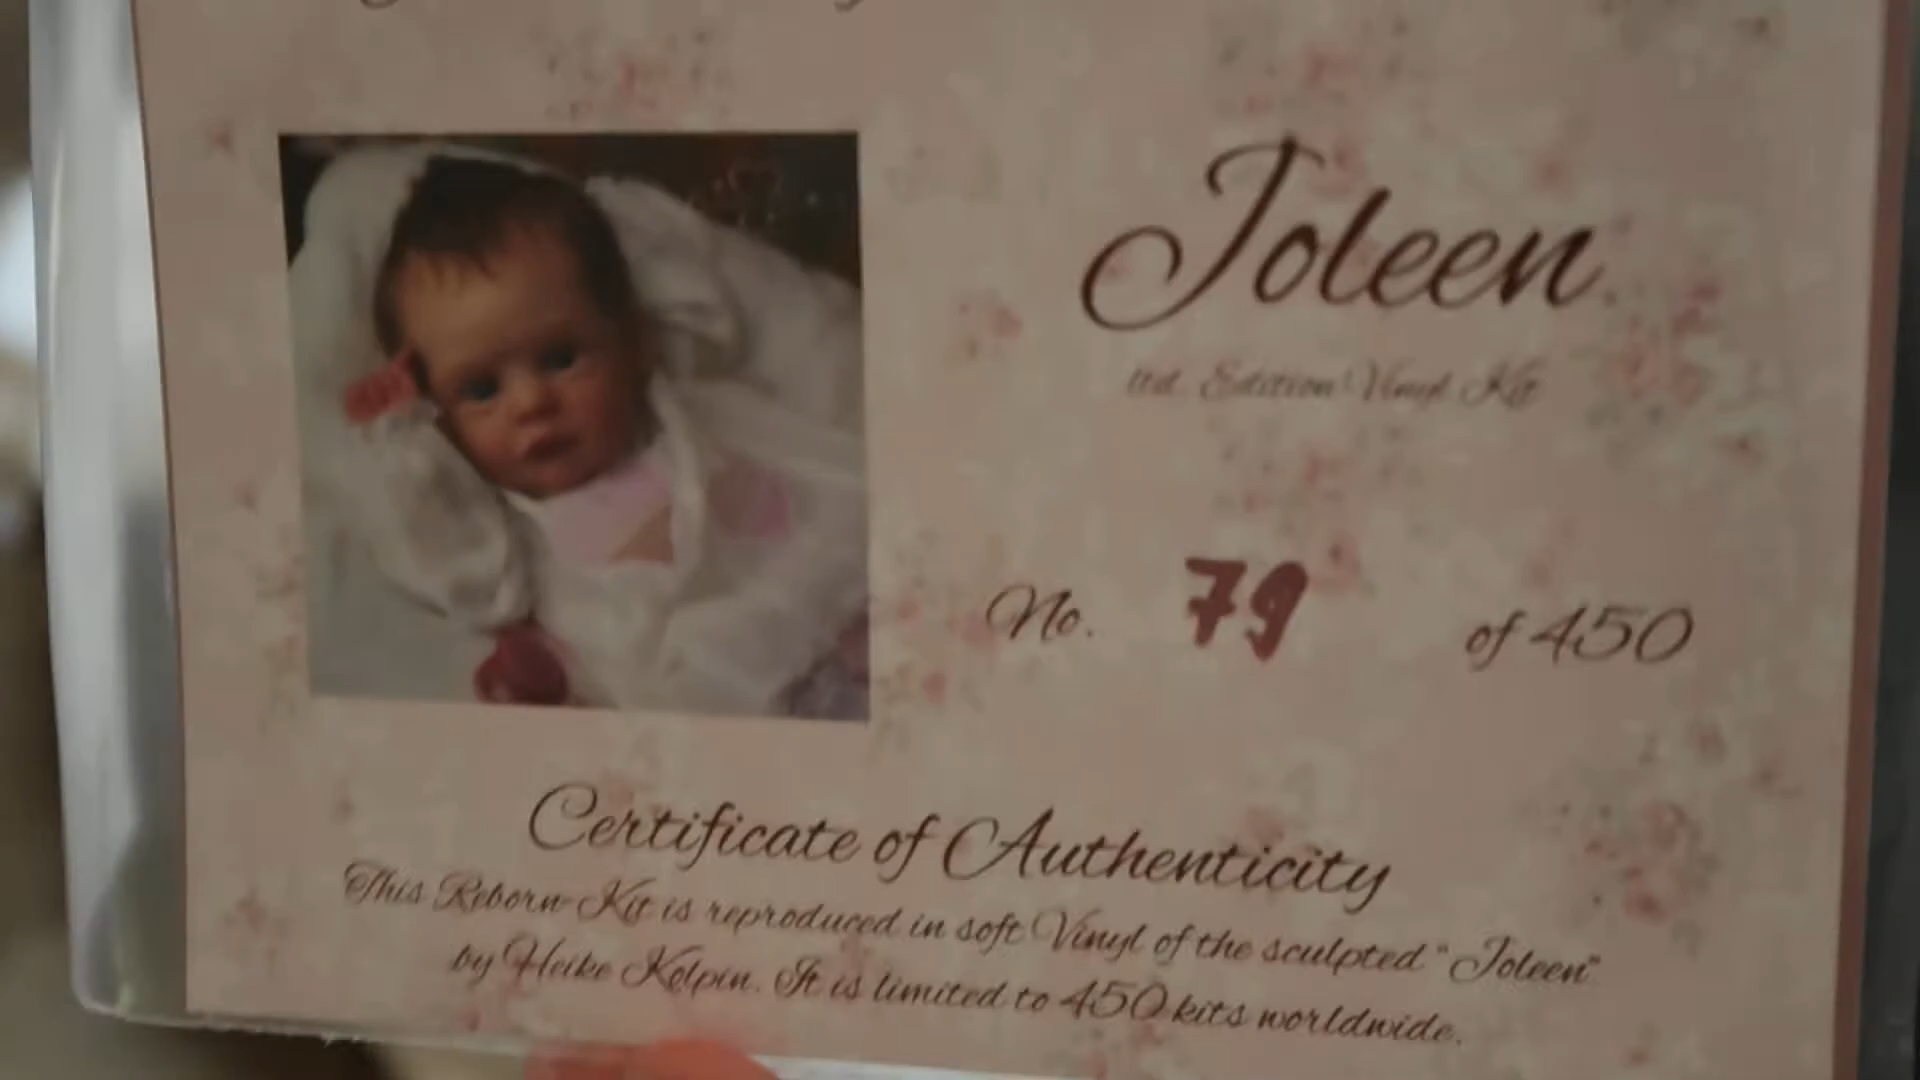 Joleen
ltd. Edition Vinyl Kit
No. 79 of 450
Certificate of Authenticity
This Reborn-Kit is reproduced in soft Vinyl of the sculpted "Joleen"
by Heike Kolpin. It is limited to 450 kits worldwide.